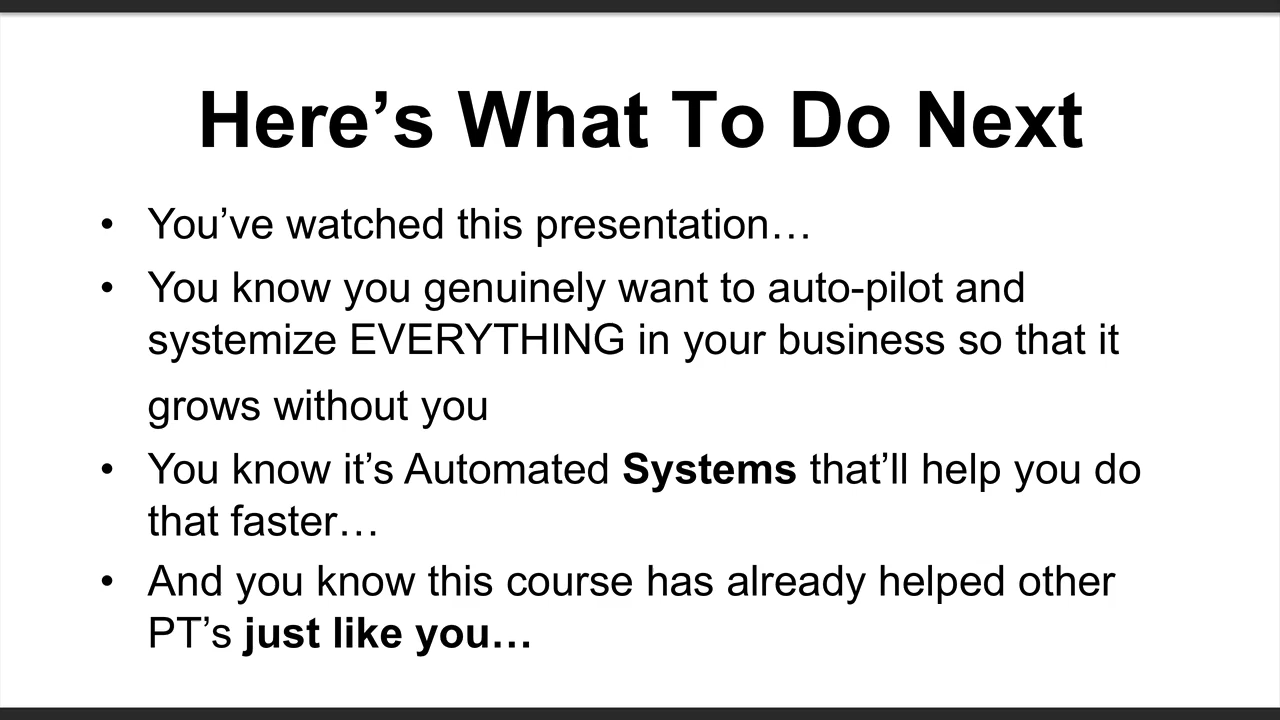 Here’s What To Do Next
• You’ve watched this presentation…
• You know you genuinely want to auto-pilot and
systemize EVERYTHING in your business so that it
grows without you
• You know it’s Automated Systems that’ll help you do
that faster…
• And you know this course has already helped other
PT’s just like you…